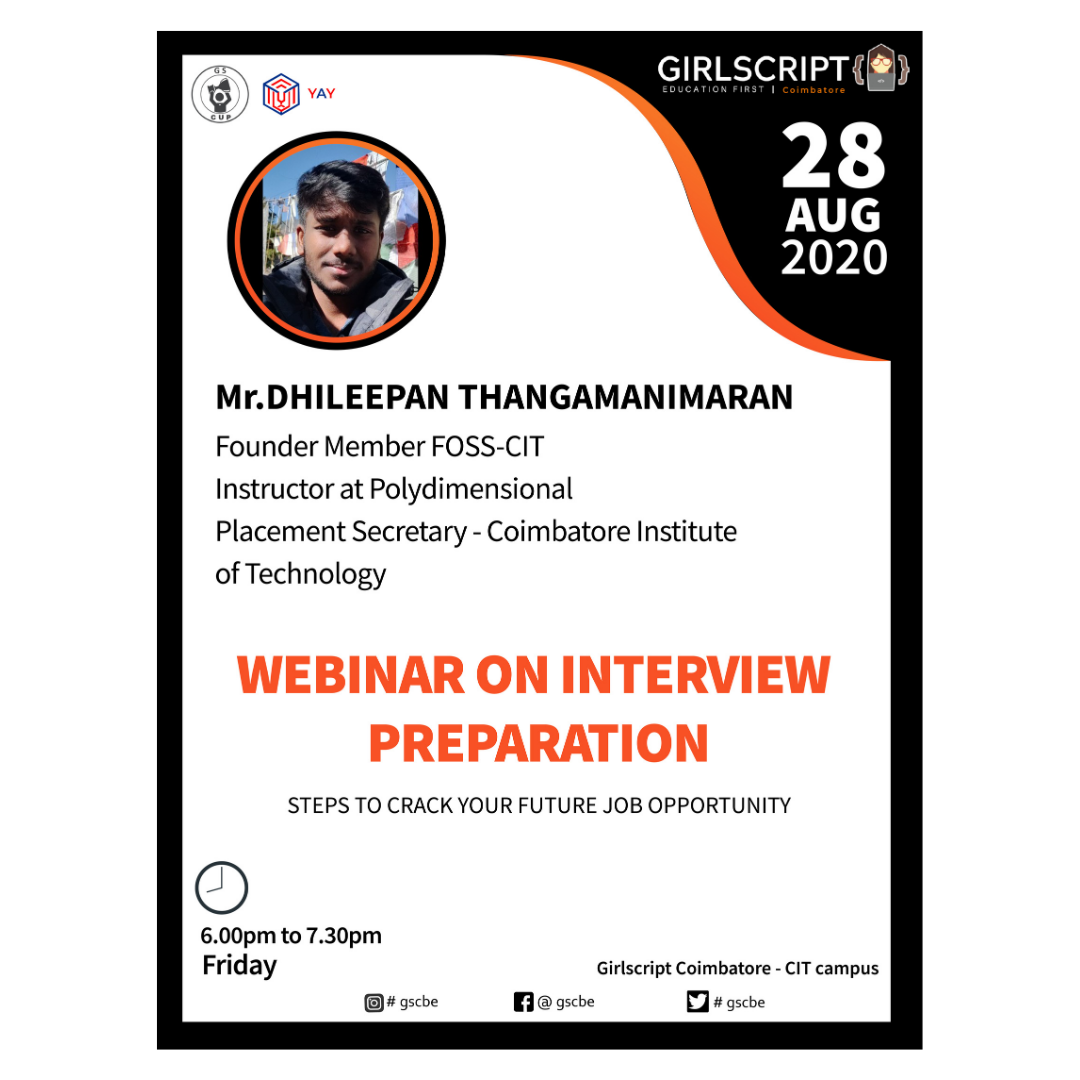 GS
CUP
YAY
GIRLSCRIPT
EDUCATION FIRST | Coimbatore
28
AUG
2020
Mr.DHILEEPAN THANGAMANIMARAN
Founder Member FOSS-CIT
Instructor at Polydimensional
Placement Secretary - Coimbatore Institute
of Technology
WEBINAR ON INTERVIEW
PREPARATION
STEPS TO CRACK YOUR FUTURE JOB OPPORTUNITY
6.00pm to 7.30pm
Friday
Girlscript Coimbatore - CIT campus
# gscbe
@ gscbe
# gscbe